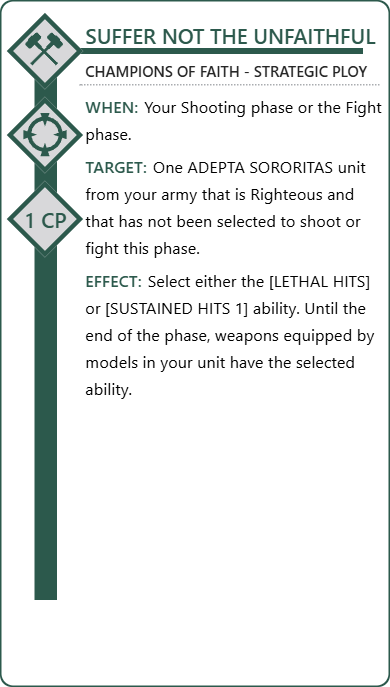 SUFFER NOT THE UNFAITHFUL
CHAMPIONS OF FAITH - STRATEGIC PLOY
WHEN: Your Shooting phase or the Fight
phase.
TARGET: One ADEPTA SORORITAS unit
from your army that is Righteous and
1 CP
that has not been selected to shoot or
fight this phase.
EFFECT: Select either the [LETHAL HITS]
or [SUSTAINED HITS 1] ability. Until the
end of the phase, weapons equipped by
models in your unit have the selected
ability.